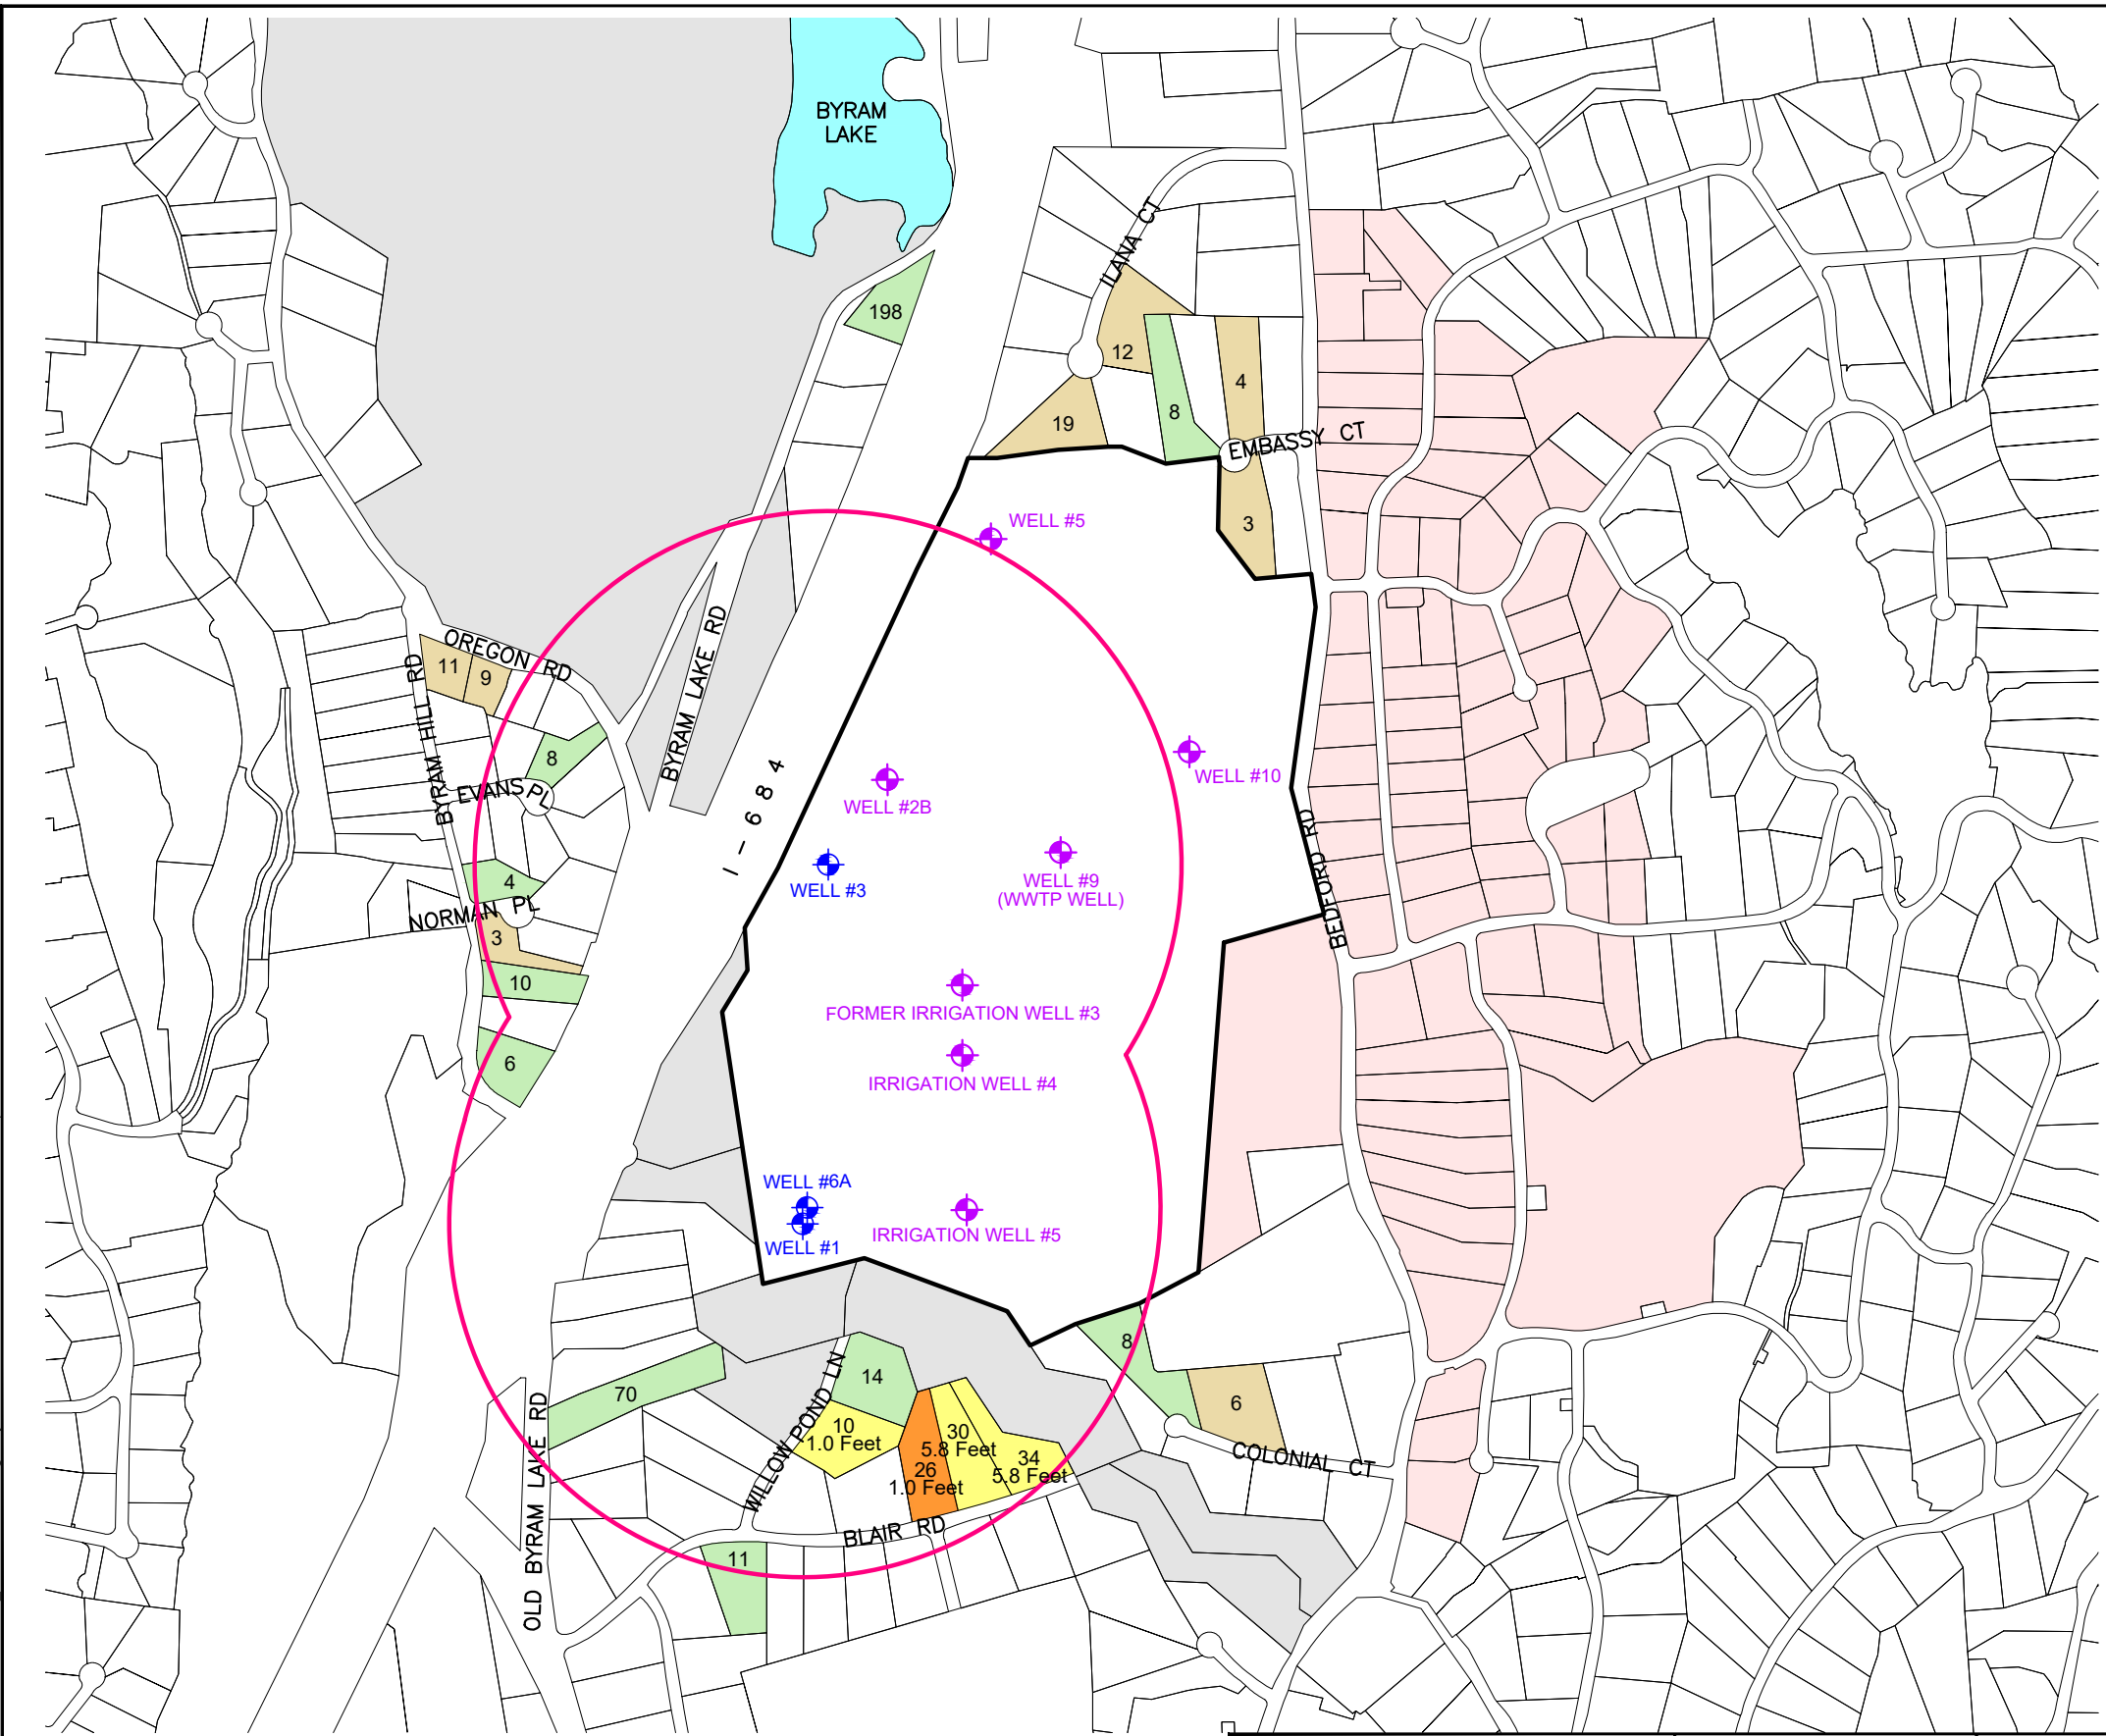 BYRAM
LAKE
198
ILANA CT
12
4
8
19
EMBASSY CT
3
WELL #5
OREGON RD
11
9
BYRAM HILL RD
BYRAM LAKE RD
8
EVANS PL
I-684
WELL #2B
WELL #10
WELL #3
WELL #9
(WWTP WELL)
BEDFORD RD
4
NORMAN PL
3
10
6
FORMER IRRIGATION WELL #3
IRRIGATION WELL #4
WELL #6A
WELL #1
IRRIGATION WELL #5
8
6
COLONIAL CT
70
14
WILLOW POND LN
10
1.0 Feet
30
5.8 Feet
26
1.0 Feet
34
5.8 Feet
OLD BYRAM LAKE RD
BLAIR RD
11